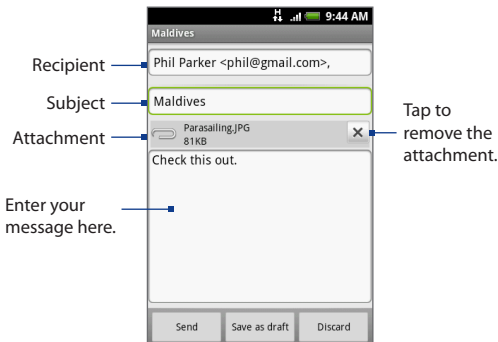 H 9:44 AM
Maldives
Recipient
Phil Parker <phil@gmail.com>,
Subject
Maldives
Attachment
Parasailing.JPG
81KB
Tap to
remove the
attachment.
Check this out.
Enter your
message here.
Send Save as draft Discard